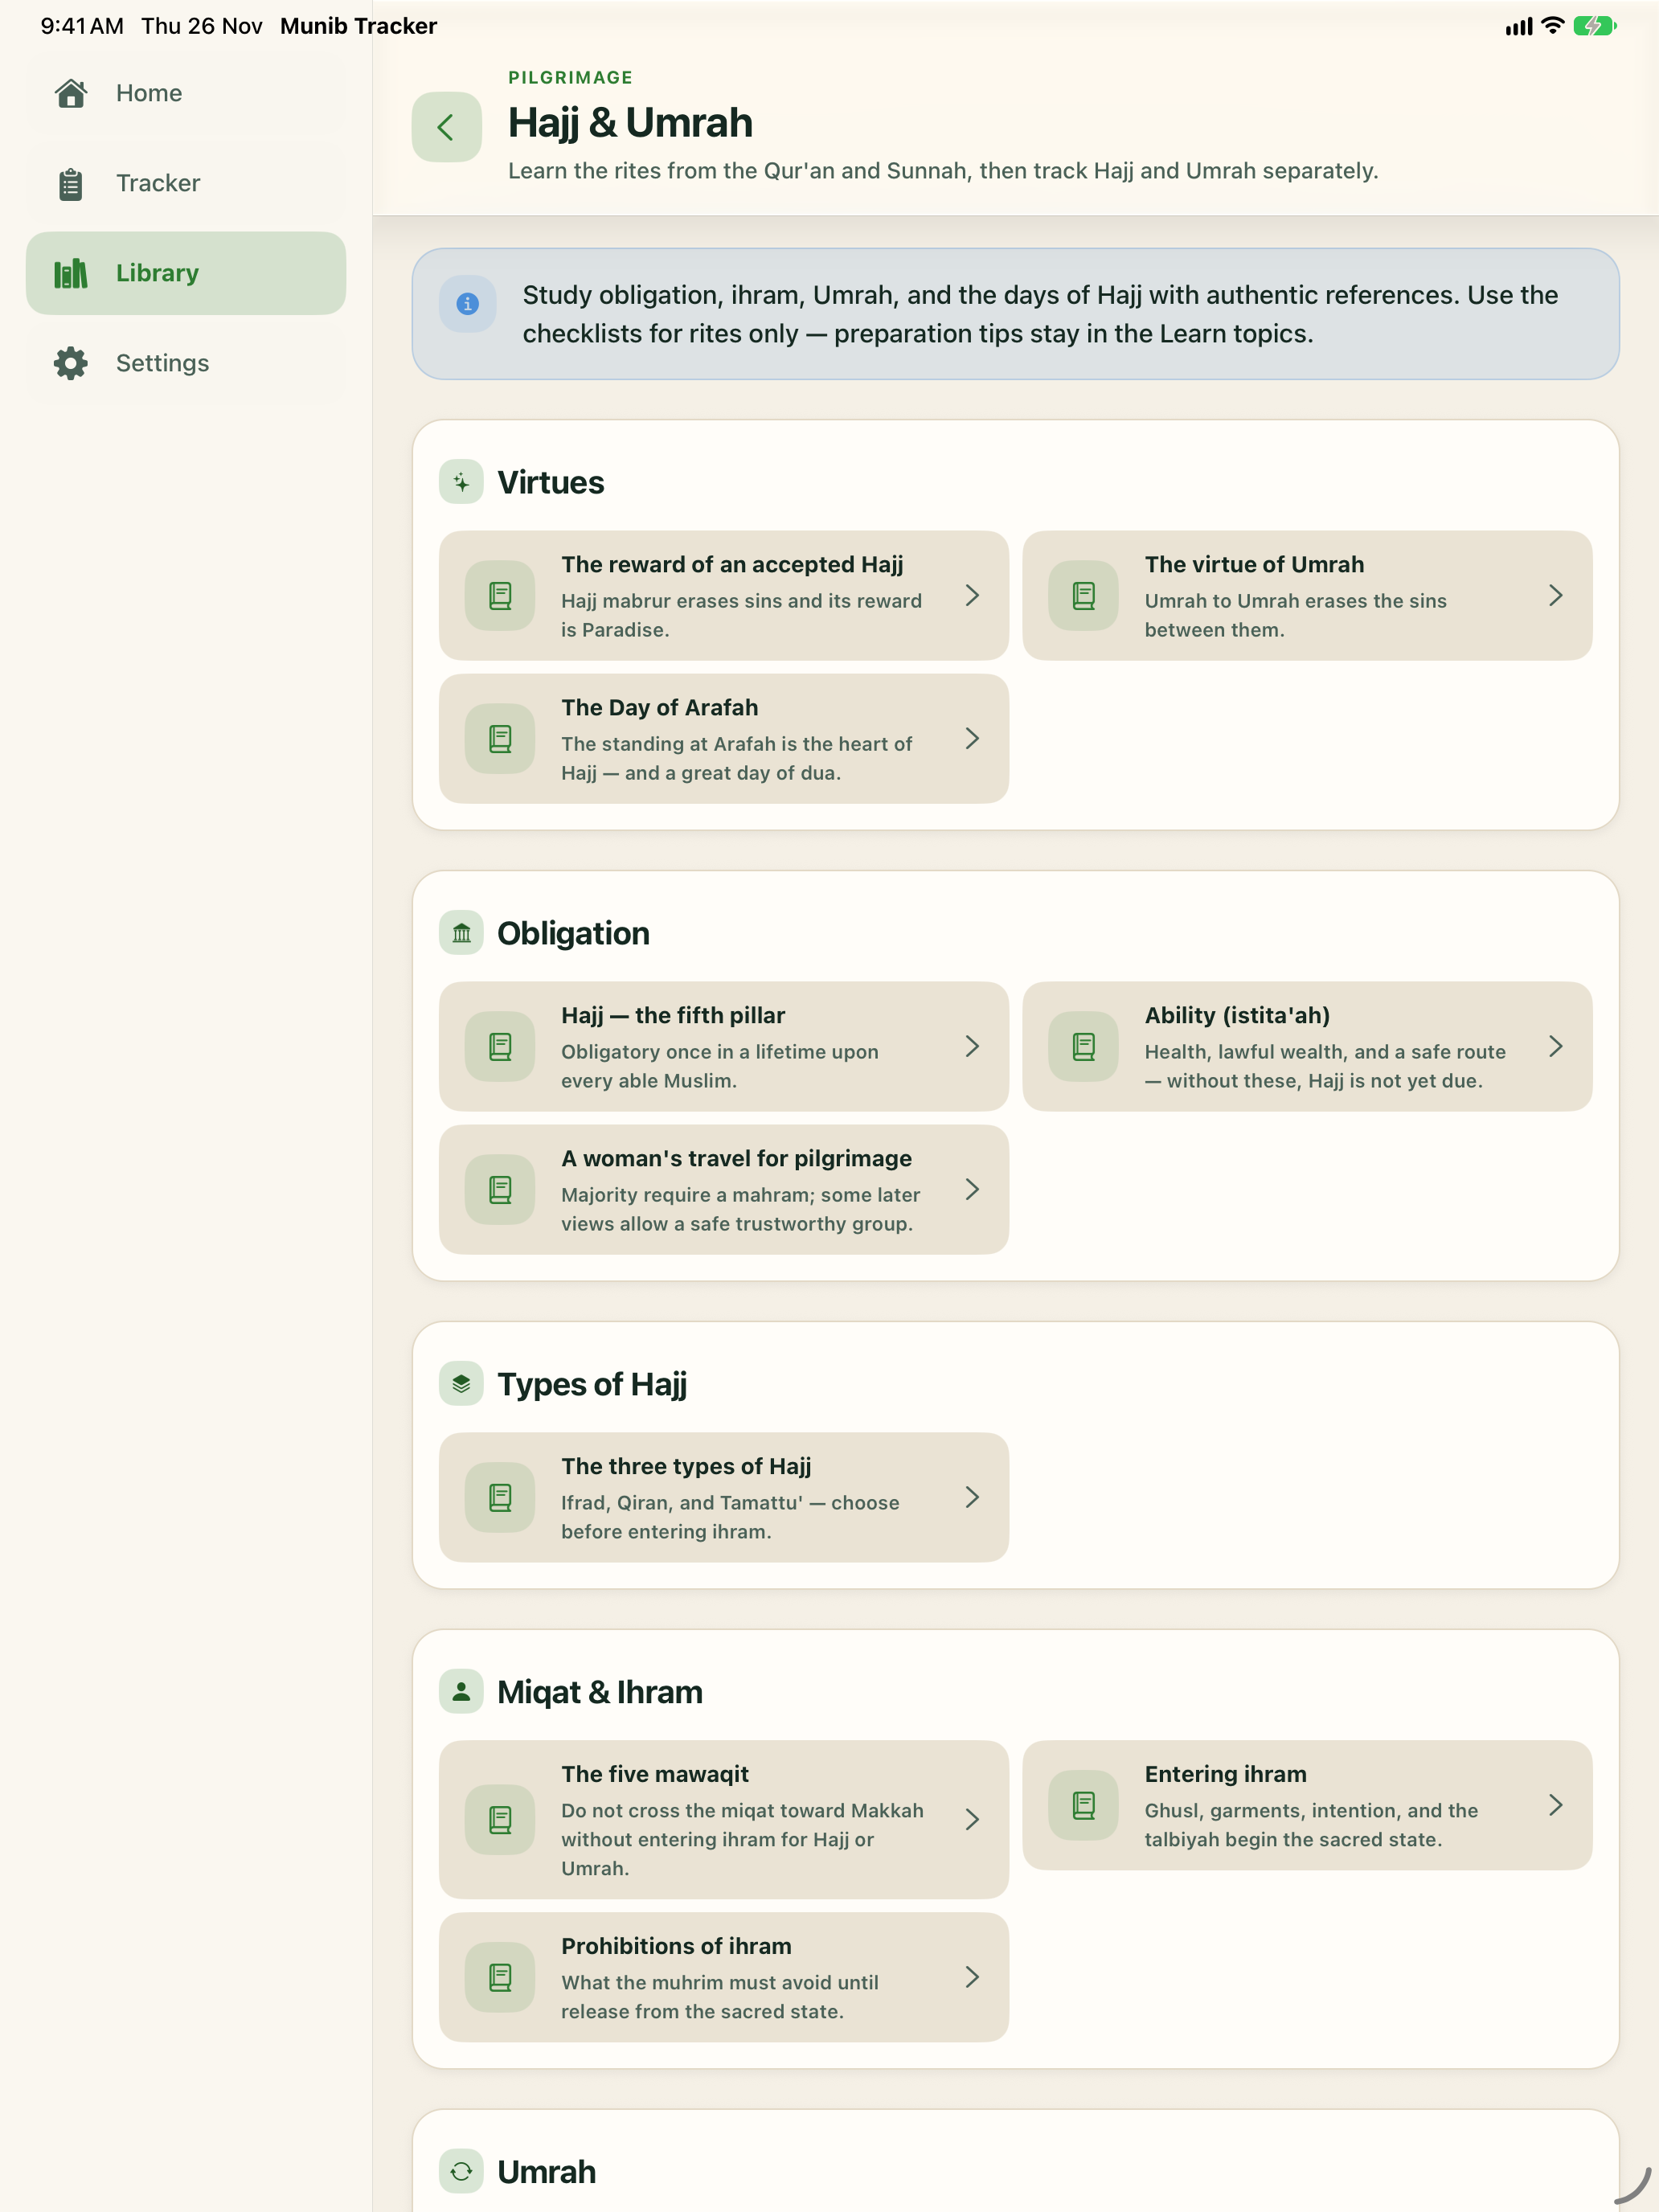 9:41 AM Thu 26 Nov Munib Tracker
Home
Tracker
Library
Settings
PILGRIMAGE
Hajj & Umrah
Learn the rites from the Qur'an and Sunnah, then track Hajj and Umrah separately.
Study obligation, ihram, Umrah, and the days of Hajj with authentic references. Use the
checklists for rites only — preparation tips stay in the Learn topics.
Virtues
The reward of an accepted Hajj
Hajj mabrur erases sins and its reward
is Paradise.
The virtue of Umrah
Umrah to Umrah erases the sins
between them.
The Day of Arafah
The standing at Arafah is the heart of
Hajj — and a great day of dua.
Obligation
Hajj — the fifth pillar
Obligatory once in a lifetime upon
every able Muslim.
Ability (istita'ah)
Health, lawful wealth, and a safe route
— without these, Hajj is not yet due.
A woman's travel for pilgrimage
Majority require a mahram; some later
views allow a safe trustworthy group.
Types of Hajj
The three types of Hajj
Ifrad, Qiran, and Tamattu' — choose
before entering ihram.
Miqat & Ihram
The five mawaqit
Do not cross the miqat toward Makkah
without entering ihram for Hajj or
Umrah.
Entering ihram
Ghusl, garments, intention, and the
talbiyah begin the sacred state.
Prohibitions of ihram
What the muhrim must avoid until
release from the sacred state.
Umrah